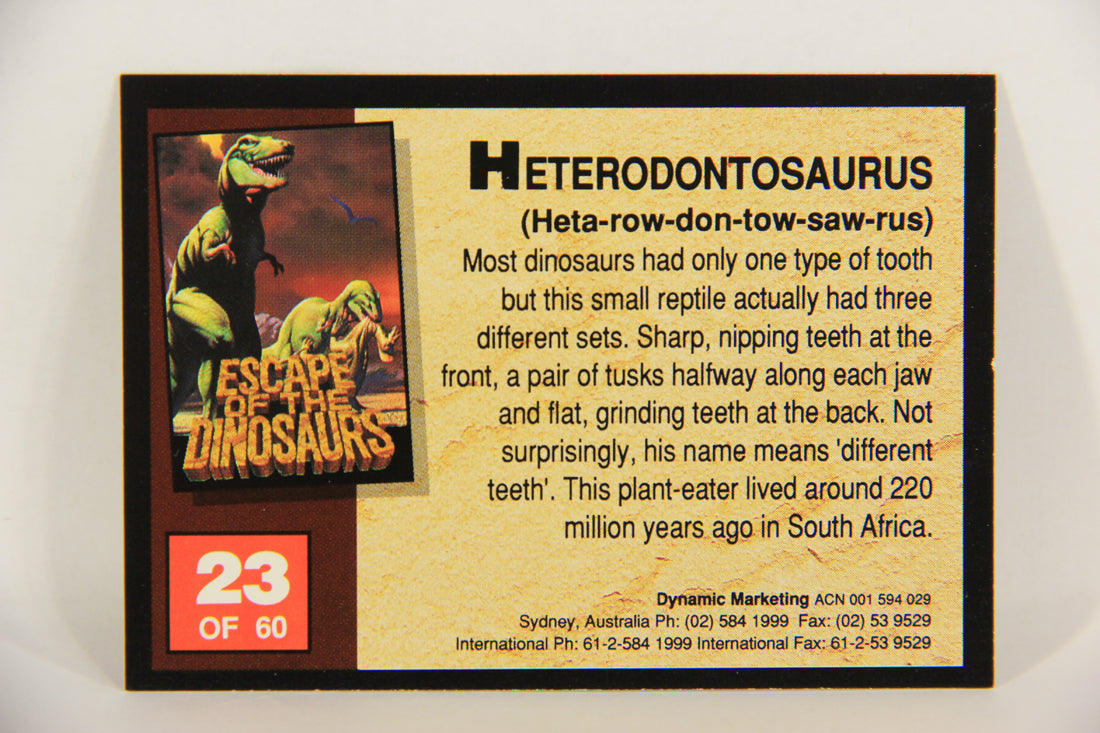 ESCAPE
OF THE
DINOSAURS
23
OF 60
HETERODONTOSAURUS
(Heta-row-don-tow-saw-rus)
Most dinosaurs had only one type of tooth
but this small reptile actually had three
different sets. Sharp, nipping teeth at the
front, a pair of tusks halfway along each jaw
and flat, grinding teeth at the back. Not
surprisingly, his name means 'different
teeth'. This plant-eater lived around 220
million years ago in South Africa.
Dynamic Marketing ACN 001 594 029
Sydney, Australia Ph: (02) 584 1999 Fax: (02) 53 9529
International Ph: 61-2-584 1999 International Fax: 61-2-53 9529